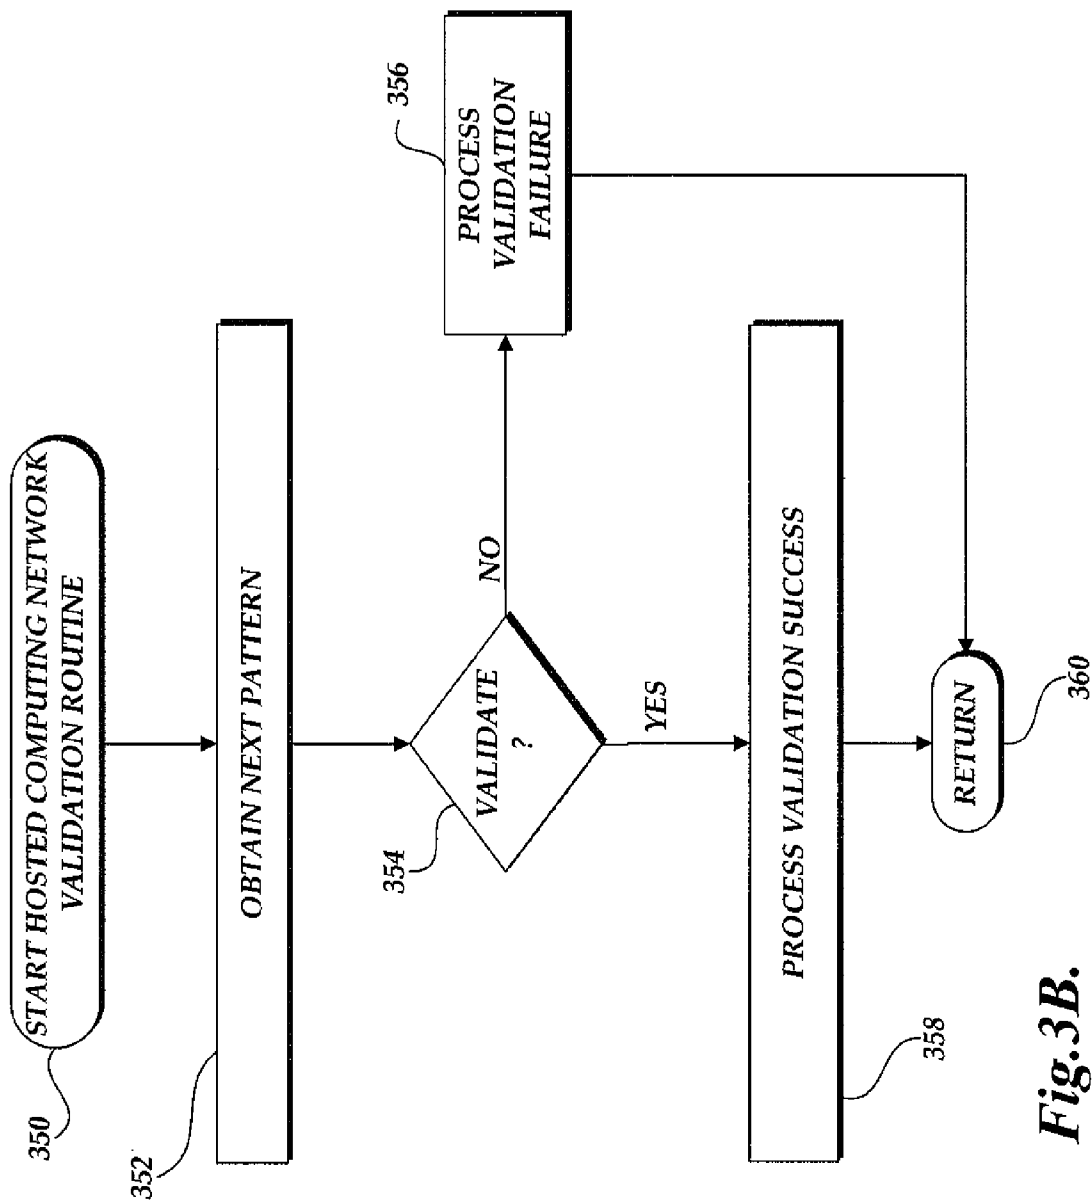 350
START HOSTED COMPUTING NETWORK
VALIDATION ROUTINE
352
OBTAIN NEXT PATTERN
354
VALIDATE
?
NO
356
PROCESS
VALIDATION
FAILURE
YES
PROCESS VALIDATION SUCCESS
358
RETURN
360
Fig.3B.